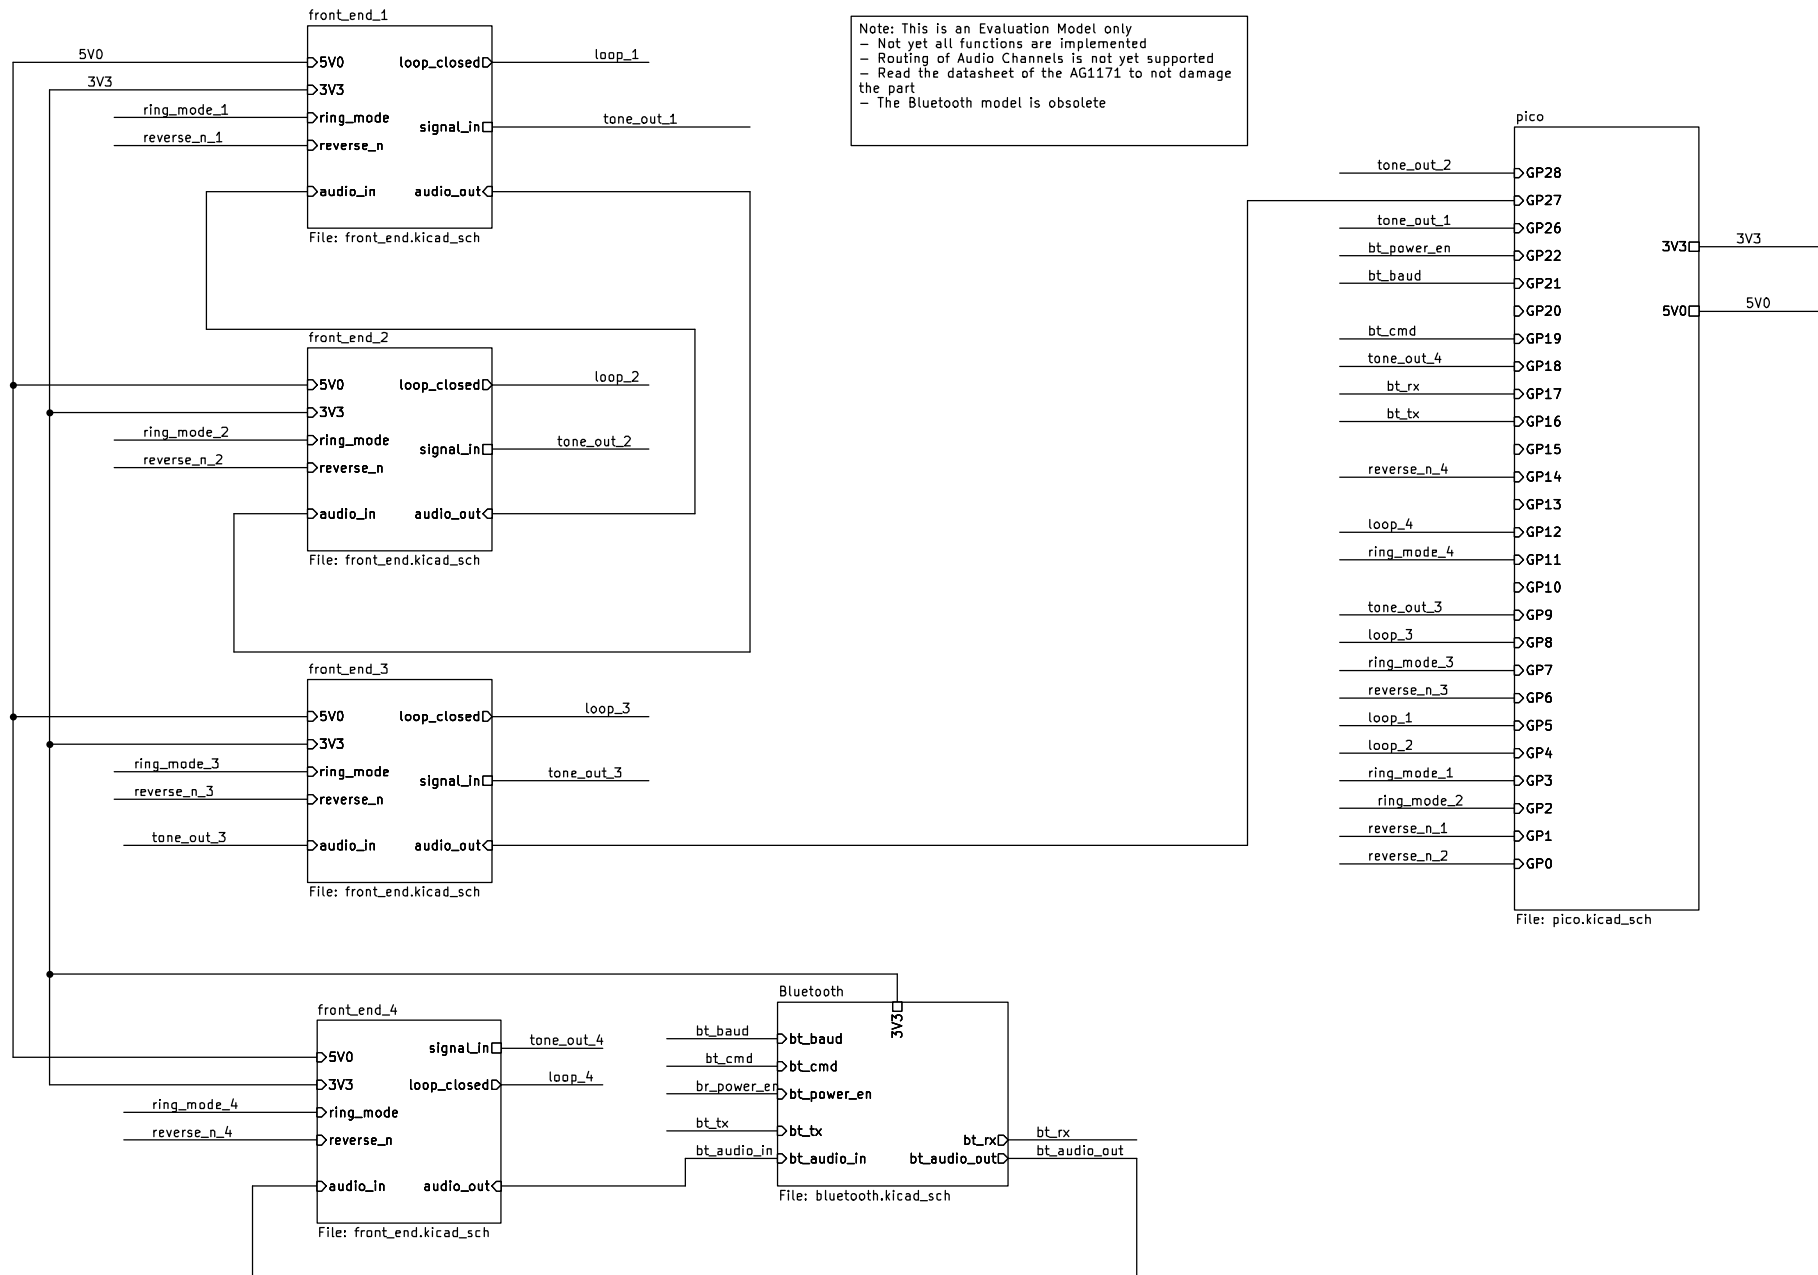 front_end_1
5V0
5V0
loop_closed
loop_1
3V3
3V3
ring_mode_1
ring_mode
signal_in
tone_out_1
reverse_n_1
reverse_n
audio_in
audio_out
File: front_end.kicad_sch
Note: This is an Evaluation Model only
– Not yet all functions are implemented
– Routing of Audio Channels is not yet supported
– Read the datasheet of the AG1171 to not damage
the part
– The Bluetooth model is obsolete
front_end_2
5V0
loop_closed
loop_2
3V3
ring_mode_2
ring_mode
signal_in
tone_out_2
reverse_n_2
reverse_n
audio_in
audio_out
File: front_end.kicad_sch
front_end_3
5V0
loop_closed
loop_3
3V3
ring_mode_3
ring_mode
signal_in
tone_out_3
reverse_n_3
reverse_n
tone_out_3
audio_in
audio_out
File: front_end.kicad_sch
pico
tone_out_2
GP28
GP27
tone_out_1
GP26
3V3
3V3
bt_power_en
GP22
bt_baud
GP21
GP20
5V0
5V0
bt_cmd
GP19
tone_out_4
GP18
bt_rx
GP17
bt_tx
GP16
GP15
reverse_n_4
GP14
GP13
loop_4
GP12
ring_mode_4
GP11
GP10
tone_out_3
GP9
loop_3
GP8
ring_mode_3
GP7
reverse_n_3
GP6
loop_1
GP5
loop_2
GP4
ring_mode_1
GP3
ring_mode_2
GP2
reverse_n_1
GP1
reverse_n_2
GP0
File: pico.kicad_sch
front_end_4
signal_in
tone_out_4
5V0
3V3
loop_closed
loop_4
ring_mode_4
ring_mode
reverse_n_4
reverse_n
audio_in
audio_out
File: front_end.kicad_sch
Bluetooth
3V3
bt_baud
bt_baud
bt_cmd
bt_cmd
br_power_en
bt_power_en
bt_tx
bt_tx
bt_rx
bt_rx
bt_audio_in
bt_audio_in
bt_audio_out
bt_audio_out
File: bluetooth.kicad_sch